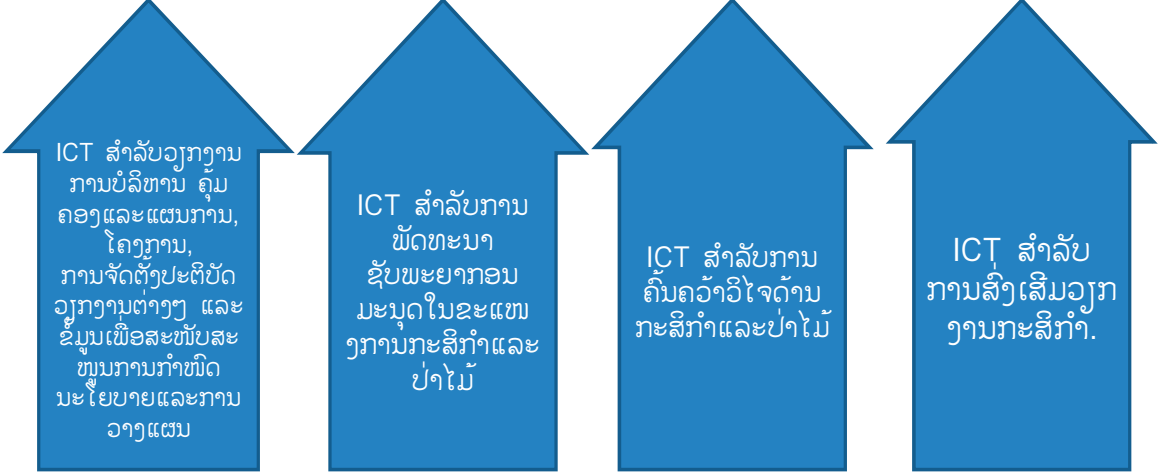 ICT ສຳລັບວຽກງານ
ການບໍລິຫານ ຄຸ້ມ
ຄອງແລະແຜນການ,
ໂຄງການ,
ການຈັດຕັ້ງປະຕິບັດ
ວຽກງານຕ່າງໆ ແລະ
ຂໍ້ມູນເພື່ອສະໜັບສະ
ໜູນການກຳໜົດ
ນະໂຍບາຍແລະການ
ວາງແຜນ
ICT ສຳລັບການ
ພັດທະນາ
ຊັບພະຍາກອນ
ມະນຸດໃນຂະແໜ
ງການກະສິກຳແລະ
ປ່າໄມ້
ICT ສຳລັບການ
ຄົ້ນຄວ້າວິໄຈດ້ານ
ກະສິກຳແລະປ່າໄມ້
ICT ສຳລັບ
ການສົ່ງເສີມວຽກ
ງານກະສິກຳ.